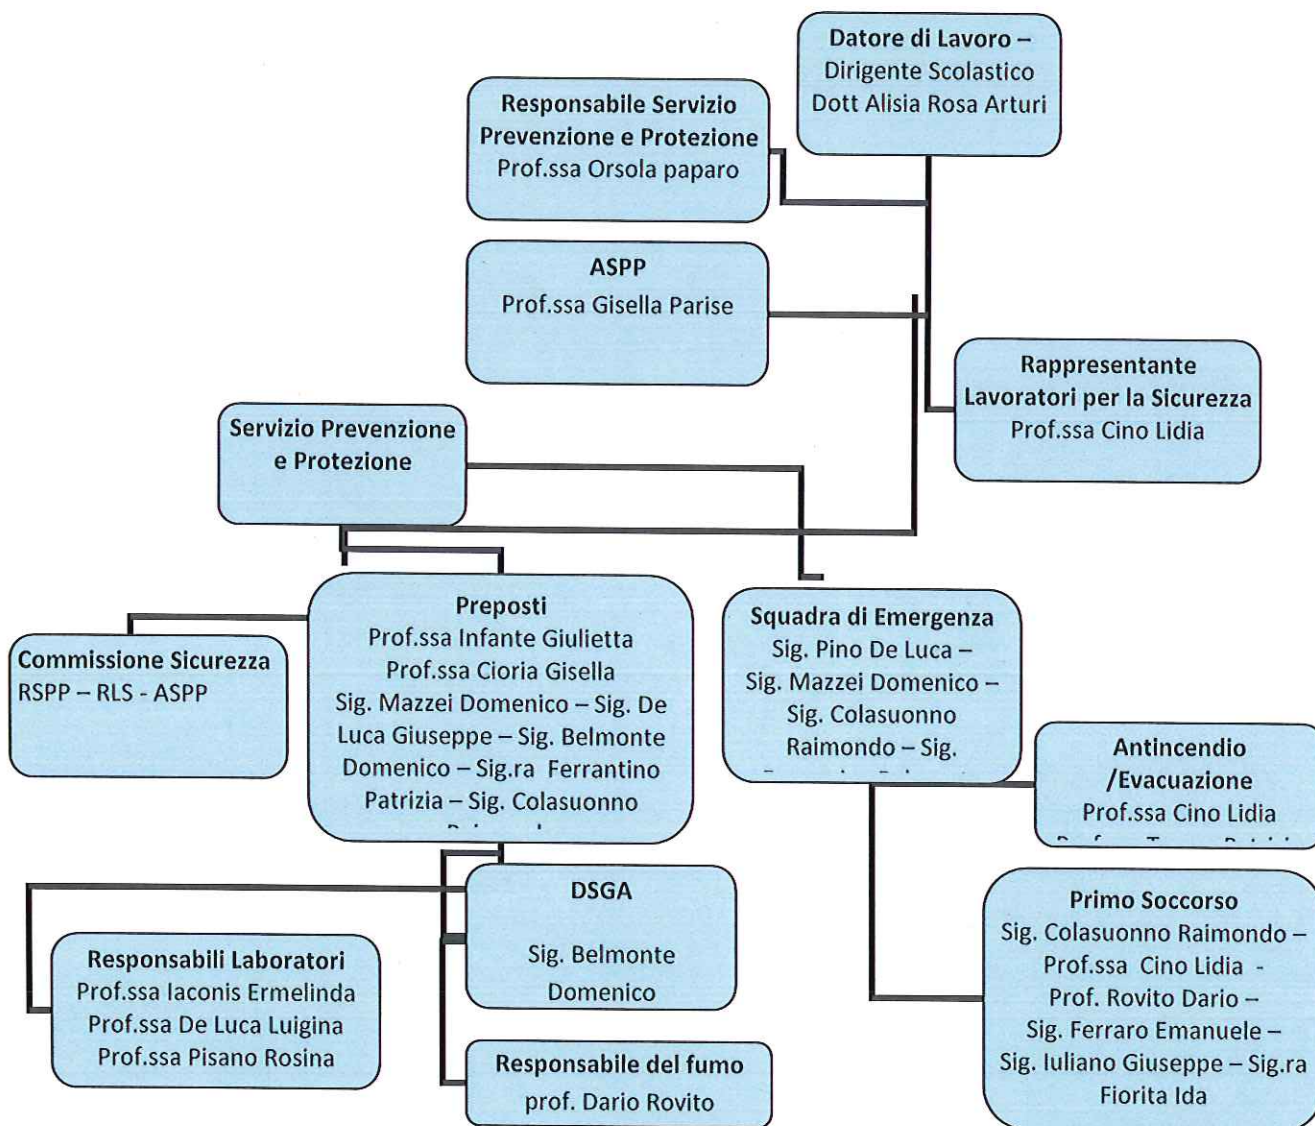 Datore di Lavoro –
Dirigente Scolastico
Dott Alisia Rosa Arturi
Responsabile Servizio
Prevenzione e Protezione
Prof.ssa Orsola paparo
ASPP
Prof.ssa Gisella Parise
Rappresentante
Lavoratori per la Sicurezza
Prof.ssa Cino Lidia
Servizio Prevenzione
e Protezione
Preposti
Prof.ssa Infante Giulietta
Prof.ssa Cioria Gisella
Sig. Mazzei Domenico – Sig. De
Luca Giuseppe – Sig. Belmonte
Domenico – Sig.ra Ferrantino
Patrizia – Sig. Colasuonno
Squadra di Emergenza
Sig. Pino De Luca –
Sig. Mazzei Domenico –
Sig. Colasuonno
Raimondo – Sig.
Commissione Sicurezza
RSPP – RLS - ASPP
Antincendio
/Evacuazione
Prof.ssa Cino Lidia
DSGA
Sig. Belmonte
Domenico
Primo Soccorso
Sig. Colasuonno Raimondo –
Prof.ssa Cino Lidia -
Prof. Rovito Dario –
Sig. Ferraro Emanuele –
Sig. Iuliano Giuseppe – Sig.ra
Fiorita Ida
Responsabili Laboratori
Prof.ssa Iaconis Ermelinda
Prof.ssa De Luca Luigina
Prof.ssa Pisano Rosina
Responsabile del fumo
prof. Dario Rovito